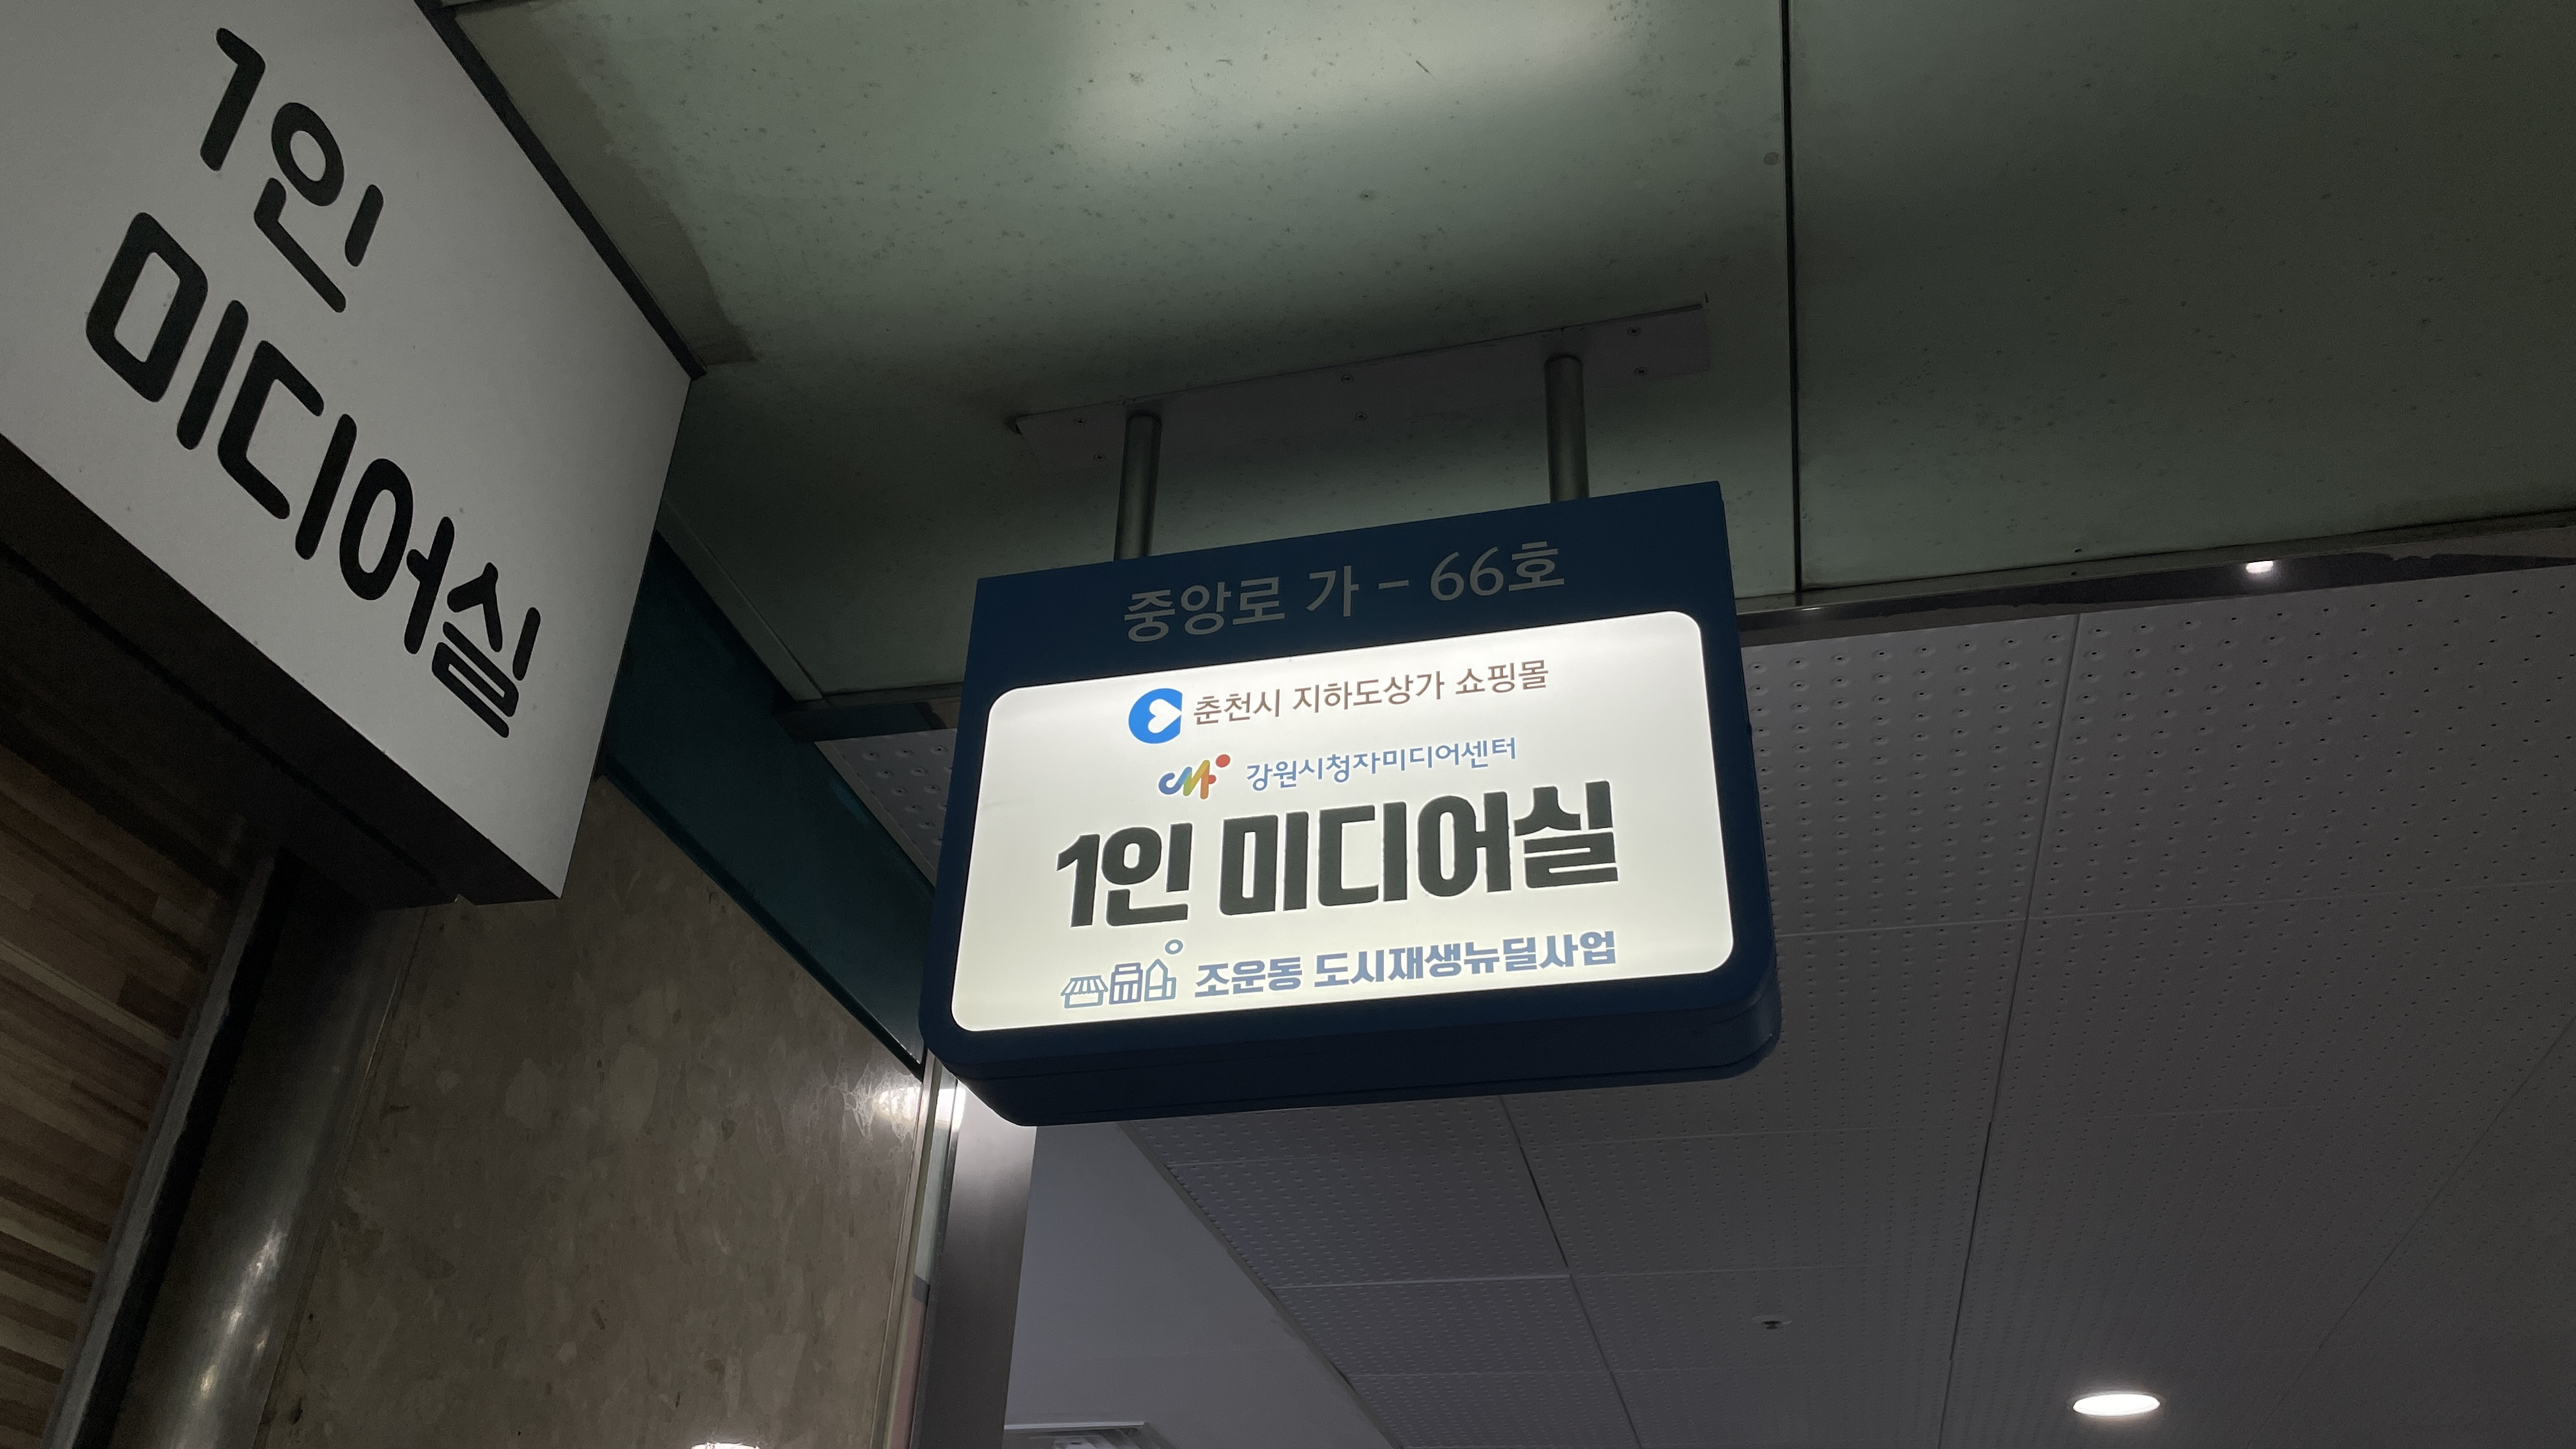 1인
미디어실
중앙로 가 - 66호
춘천시 지하도상가 쇼핑몰
강원시청자미디어센터
1인 미디어실
조운동 도시재생뉴딜사업